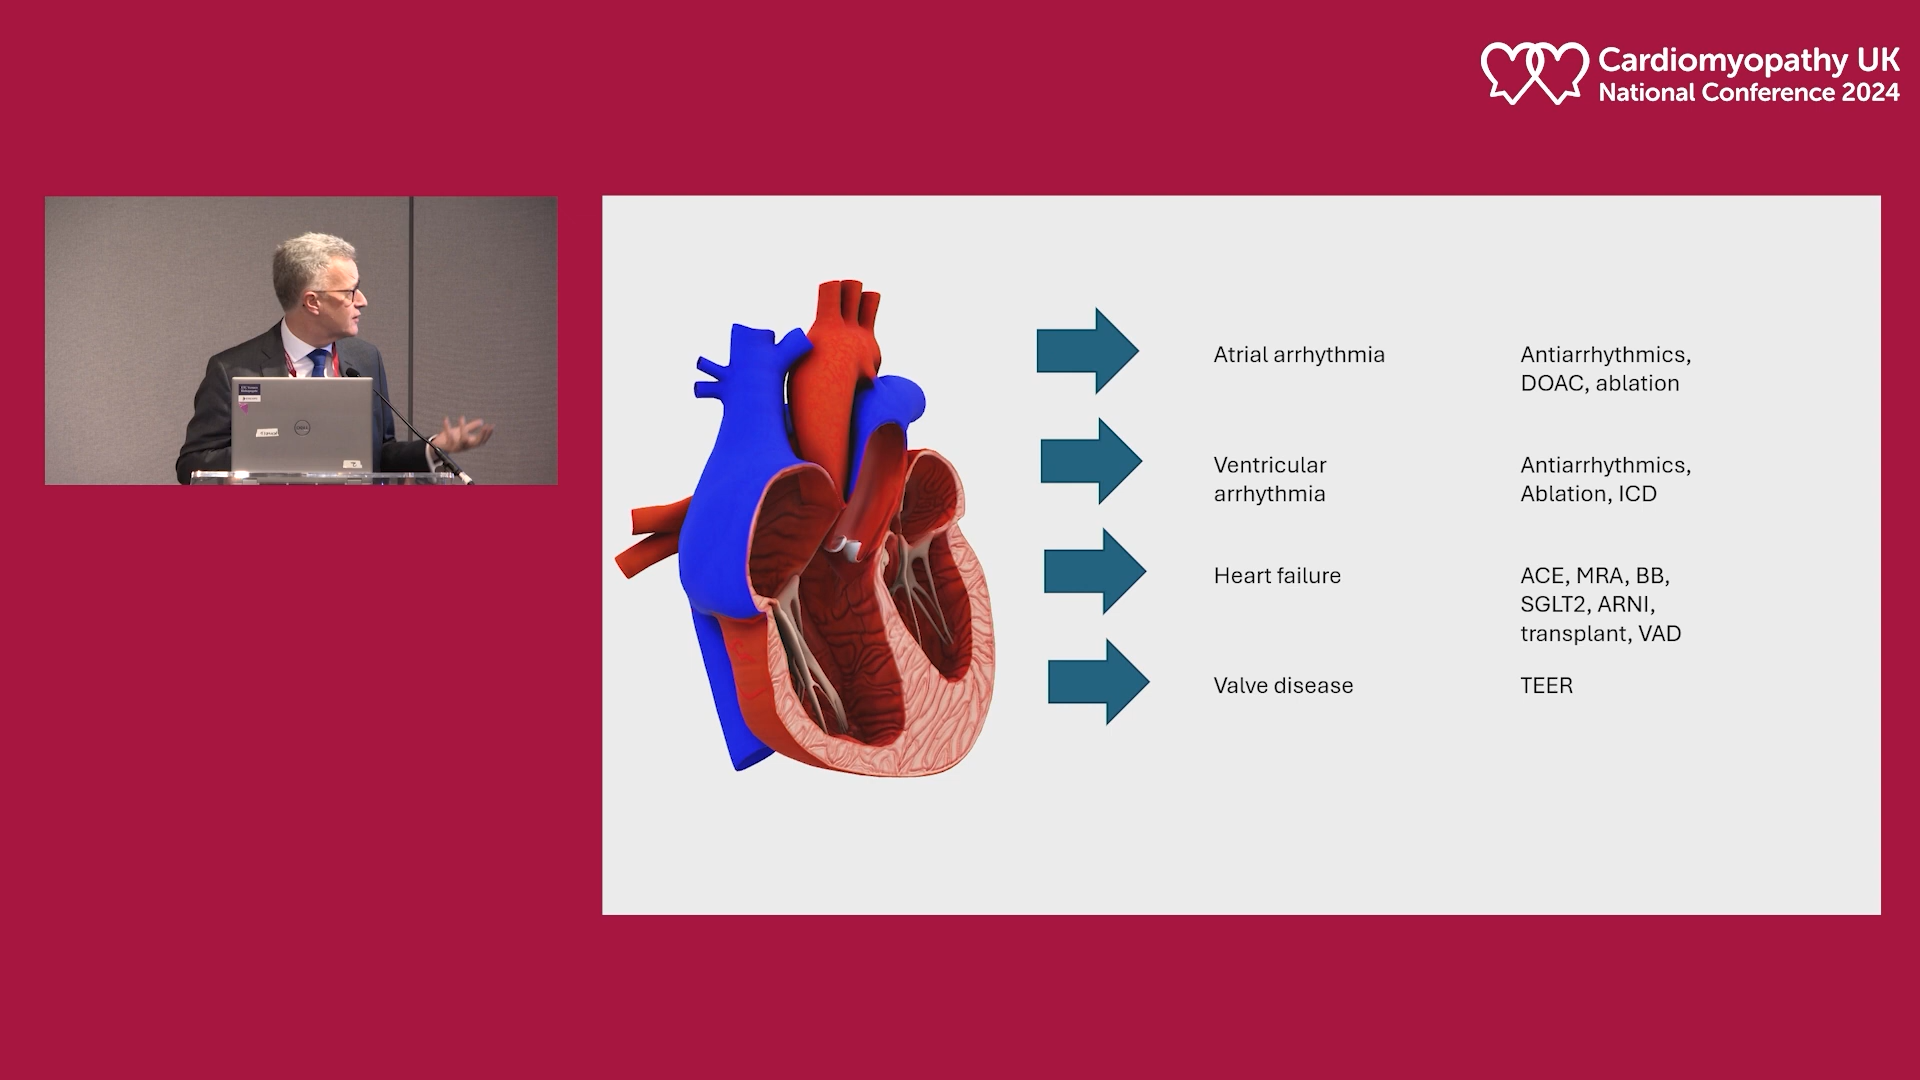 Cardiomyopathy UK
National Conference 2024
Atrial arrhythmia
Antiarrhythmics,
DOAC, ablation
Ventricular
arrhythmia
Antiarrhythmics,
Ablation, ICD
Heart failure
ACE, MRA, BB,
SGLT2, ARNI,
transplant, VAD
Valve disease
TEER
DELL